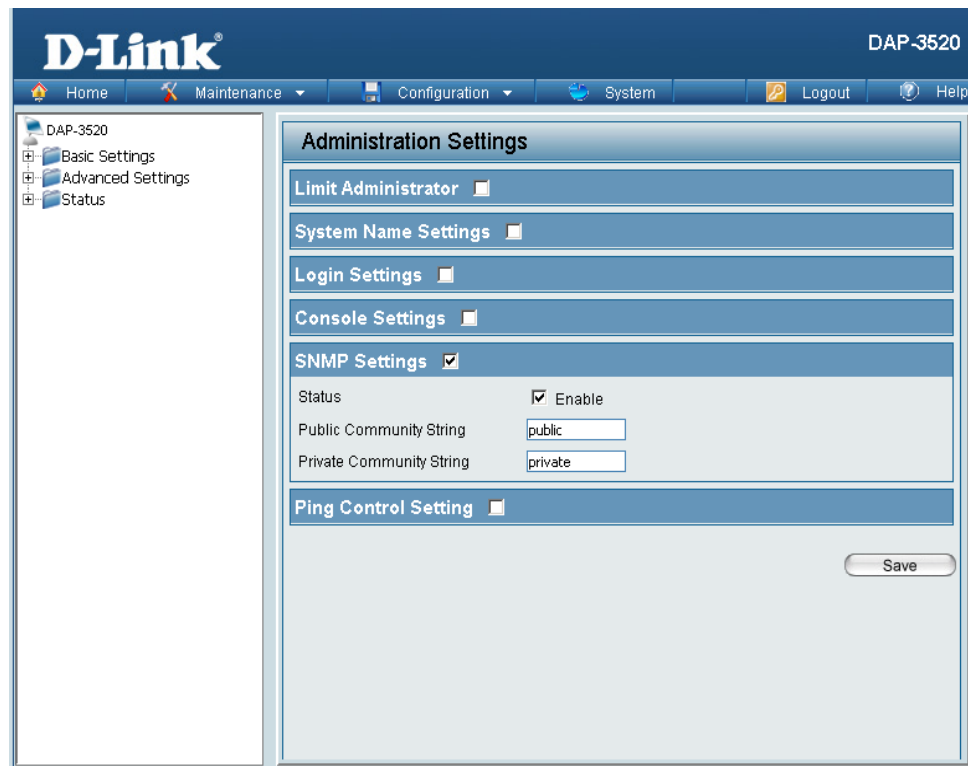 D-Link®
DAP-3520
Home Maintenance Configuration System Logout Help
DAP-3520
Basic Settings
Advanced Settings
Status
Administration Settings
Limit Administrator
System Name Settings
Login Settings
Console Settings
SNMP Settings
Status Enable
Public Community String public
Private Community String private
Ping Control Setting
Save